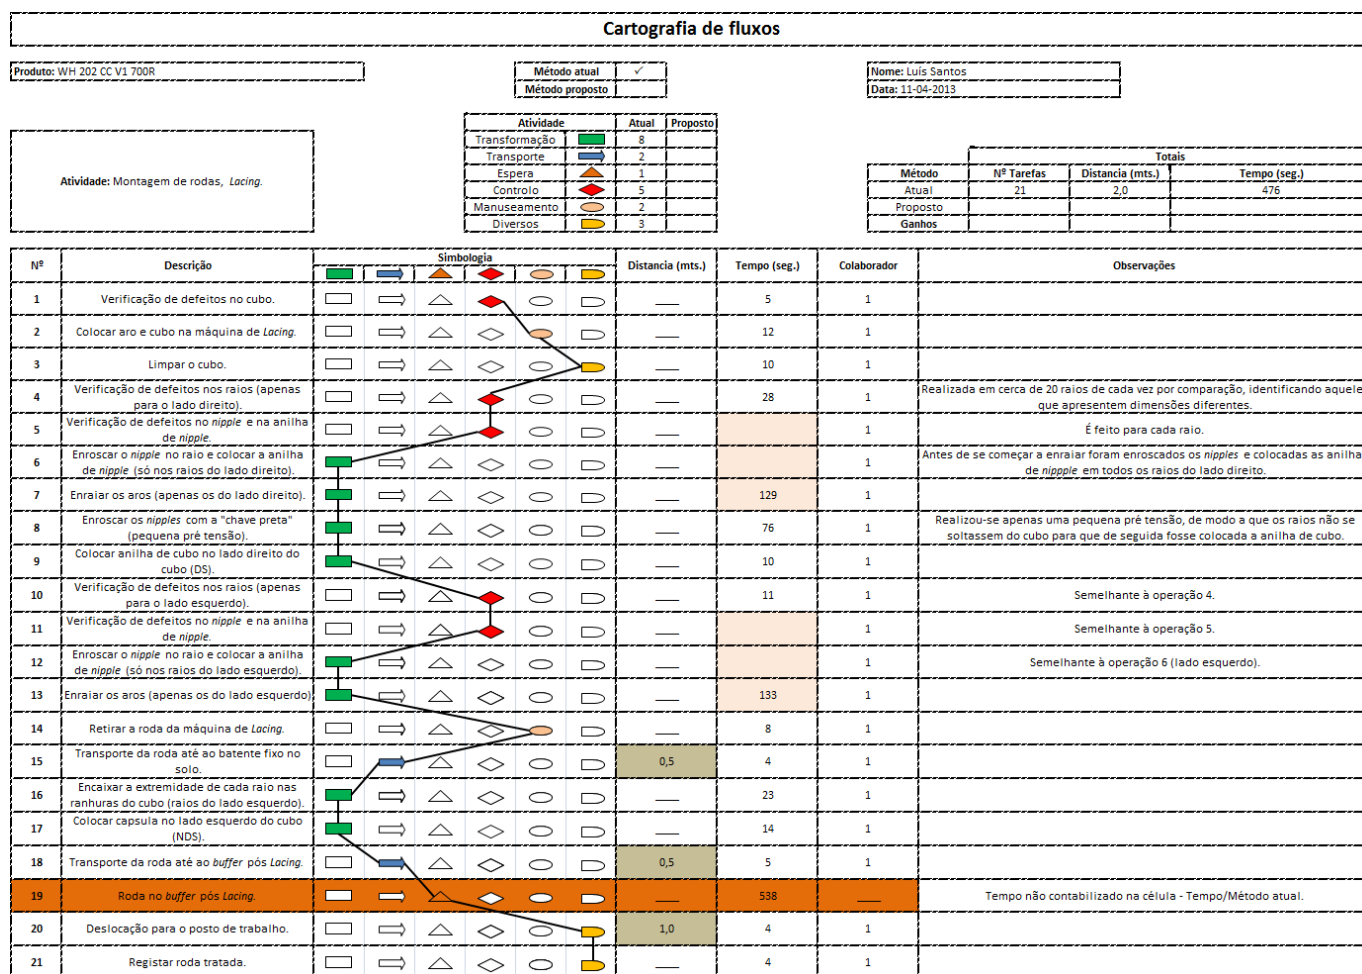 Cartografia de fluxos
Produto: WH 202 CC V1 700R
Método atual ✓
Método proposto
Nome: Luís Santos
Data: 11-04-2013
Atividade: Montagem de rodas, Lacing.
Atividade Atual Proposto
Transformação 8
Transporte 2
Espera 1
Controlo 5
Manuseamento 2
Diversos 3
Totais
Método Nº Tarefas Distancia (mts.) Tempo (seg.)
Atual 21 2,0 476
Proposto
Ganhos
Nº Descrição Simbologia Distancia (mts.) Tempo (seg.) Colaborador Observações
1 Verificação de defeitos no cubo. ___ 5 1
2 Colocar aro e cubo na máquina de Lacing. ___ 12 1
3 Limpar o cubo. ___ 10 1
4 Verificação de defeitos nos raios (apenas
para o lado direito). ___ 28 1 Realizada em cerca de 20 raios de cada vez por comparação, identificando aquele
que apresentem dimensões diferentes.
5 Verificação de defeitos no nipple e na anilha
de nipple. ___ 1 É feito para cada raio.
6 Enroscar o nipple no raio e colocar a anilha
de nipple (só nos raios do lado direito). ___ 1 Antes de se começar a enraiar foram enroscados os nipples e colocadas as anilha
de nippple em todos os raios do lado direito.
7 Enraiar os aros (apenas os do lado direito). ___ 129 1
8 Enroscar os nipples com a "chave preta"
(pequena pré tensão). ___ 76 1 Realizou-se apenas uma pequena pré tensão, de modo a que os raios não se
soltassem do cubo para que de seguida fosse colocada a anilha de cubo.
9 Colocar anilha de cubo no lado direito do
cubo (DS). ___ 10 1
10 Verificação de defeitos nos raios (apenas
para o lado esquerdo). ___ 11 1 Semelhante à operação 4.
11 Verificação de defeitos no nipple e na anilha
de nipple. ___ 1 Semelhante à operação 5.
12 Enroscar o nipple no raio e colocar a anilha
de nipple (só nos raios do lado esquerdo). ___ 1 Semelhante à operação 6 (lado esquerdo).
13 Enraiar os aros (apenas os do lado esquerdo) ___ 133 1
14 Retirar a roda da máquina de Lacing. ___ 8 1
15 Transporte da roda até ao batente fixo no
solo. 0,5 4 1
16 Encaixar a extremidade de cada raio nas
ranhuras do cubo (raios do lado esquerdo). ___ 23 1
17 Colocar capsula no lado esquerdo do cubo
(NDS). ___ 14 1
18 Transporte da roda até ao buffer pós Lacing. 0,5 5 1
19 Roda no buffer pós Lacing. ___ 538 ___ Tempo não contabilizado na célula - Tempo/Método atual.
20 Deslocação para o posto de trabalho. 1,0 4 1
21 Registar roda tratada. ___ 4 1